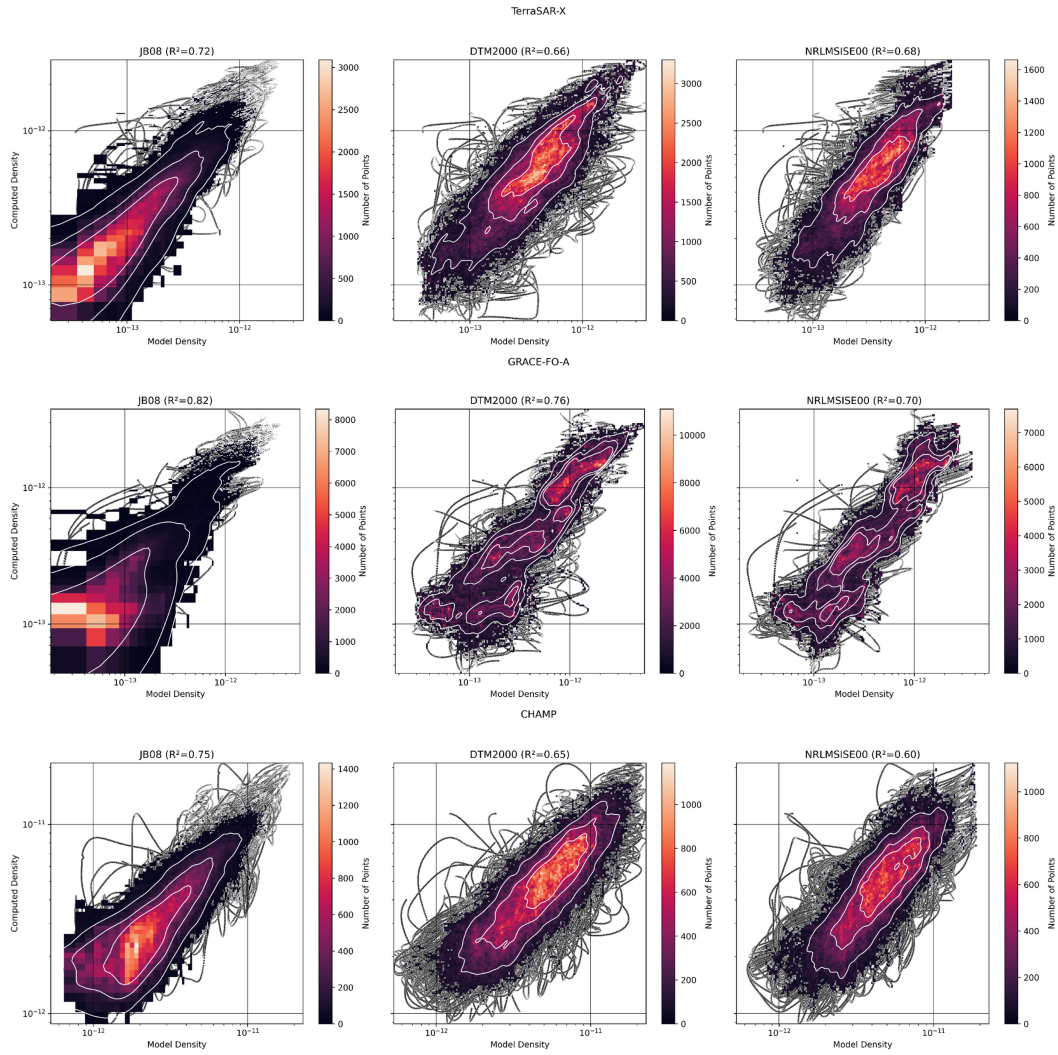 TerraSAR-X
JB08 (R²=0.72)
DTM2000 (R²=0.66)
NRLMSISE00 (R²=0.68)
Computed Density
10⁻¹²
10⁻¹³
10⁻¹³
10⁻¹²
Model Density
3000
2500
2000
1500
1000
500
0
Number of Points
10⁻¹³
10⁻¹²
Model Density
3000
2500
2000
1500
1000
500
0
Number of Points
10⁻¹³
10⁻¹²
Model Density
1600
1400
1200
1000
800
600
400
200
0
Number of Points
GRACE-FO-A
JB08 (R²=0.82)
DTM2000 (R²=0.76)
NRLMSISE00 (R²=0.70)
Computed Density
10⁻¹²
10⁻¹³
10⁻¹³
10⁻¹²
Model Density
8000
7000
6000
5000
4000
3000
2000
1000
0
Number of Points
10⁻¹³
10⁻¹²
Model Density
10000
8000
6000
4000
2000
0
Number of Points
10⁻¹³
10⁻¹²
Model Density
7000
6000
5000
4000
3000
2000
1000
0
Number of Points
CHAMP
JB08 (R²=0.75)
DTM2000 (R²=0.65)
NRLMSISE00 (R²=0.60)
Computed Density
10⁻¹¹
10⁻¹²
10⁻¹²
10⁻¹¹
Model Density
1400
1200
1000
800
600
400
200
0
Number of Points
10⁻¹²
10⁻¹¹
Model Density
1000
800
600
400
200
0
Number of Points
10⁻¹²
10⁻¹¹
Model Density
1000
800
600
400
200
0
Number of Points